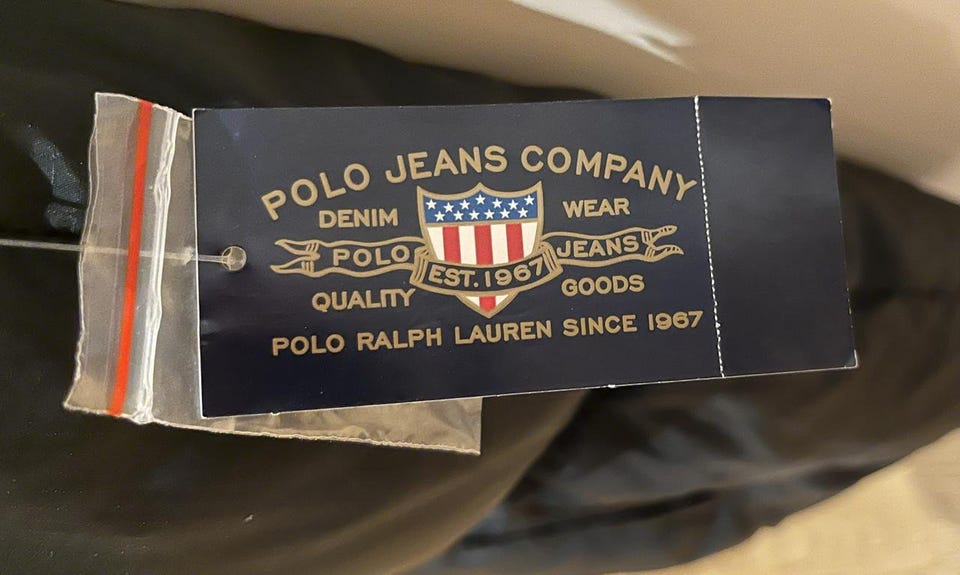 POLO JEANS COMPANY
DENIM WEAR
POLO JEANS
EST. 1967
QUALITY GOODS
POLO RALPH LAUREN SINCE 1967